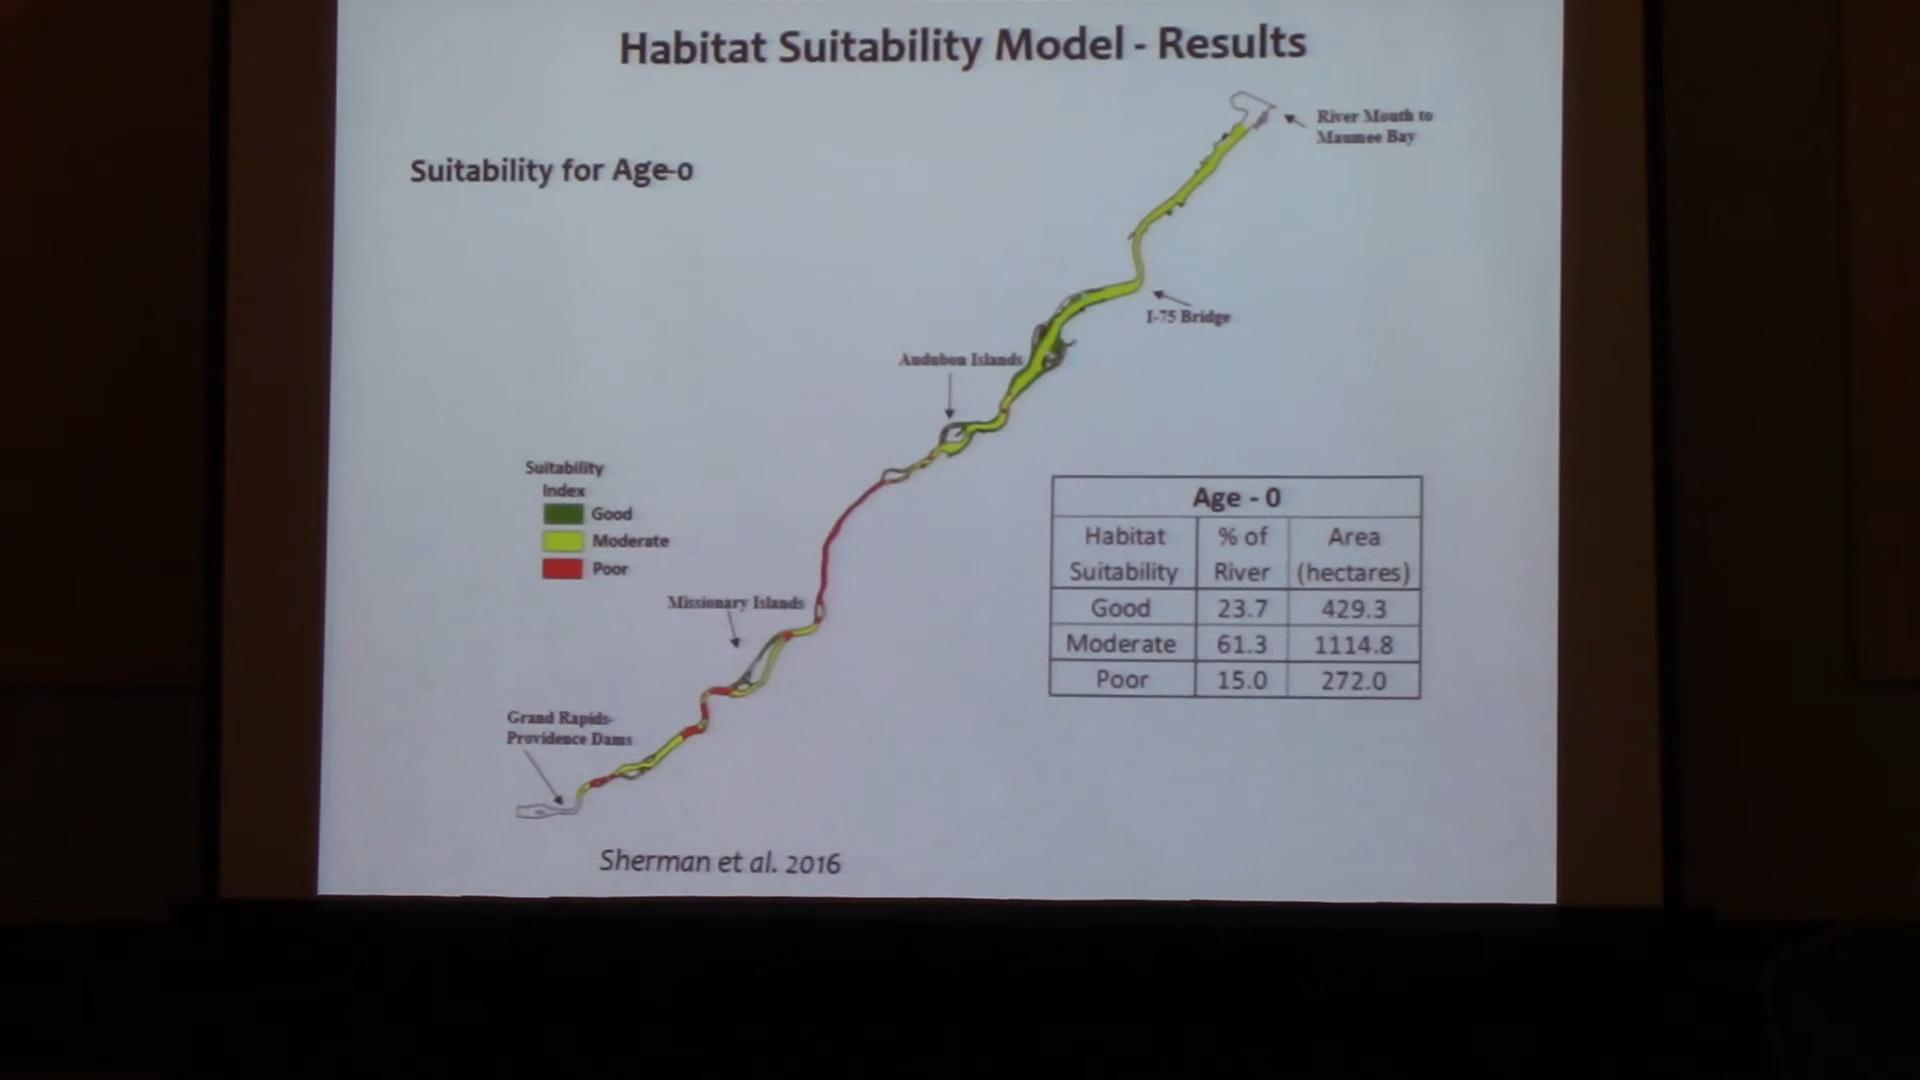 Habitat Suitability Model - Results
River Mouth to
Maumee Bay
Suitability for Age-0
I-75 Bridge
Audubon Islands
Suitability
Index
Good
Moderate
Poor
Missionary Islands
Grand Rapids-
Providence Dams
Age - 0
Habitat Suitability % of River Area (hectares)
Good 23.7 429.3
Moderate 61.3 1114.8
Poor 15.0 272.0
Sherman et al. 2016